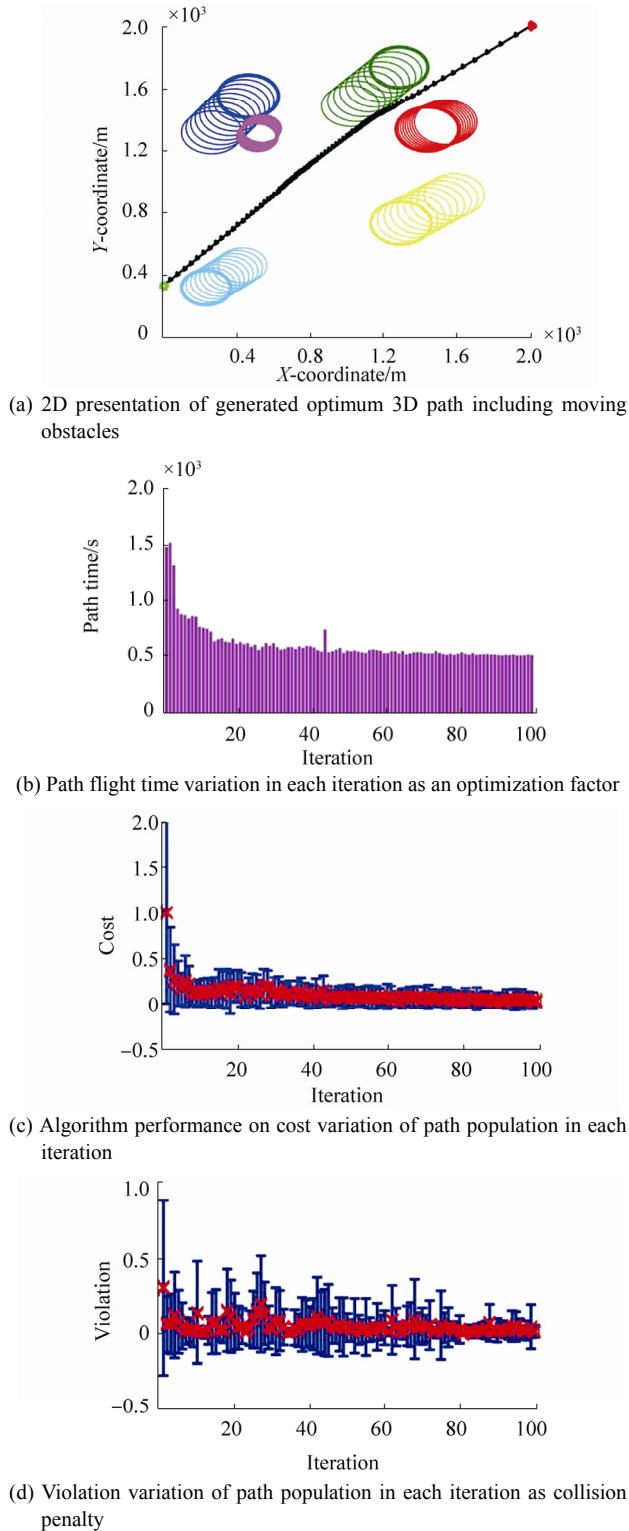 ×10³
2.0
1.6
1.2
0.8
0.4
0
Y-coordinate/m
0.4
0.8
1.2
1.6
2.0
×10³
X-coordinate/m
(a) 2D presentation of generated optimum 3D path including moving
obstacles
×10³
2.0
1.5
1.0
0.5
0
Path time/s
20
40
60
80
100
Iteration
(b) Path flight time variation in each iteration as an optimization factor
2.0
1.5
1.0
0.5
0
−0.5
Cost
20
40
60
80
100
Iteration
(c) Algorithm performance on cost variation of path population in each
iteration
1.0
0.5
0
−0.5
Violation
20
40
60
80
100
Iteration
(d) Violation variation of path population in each iteration as collision
penalty